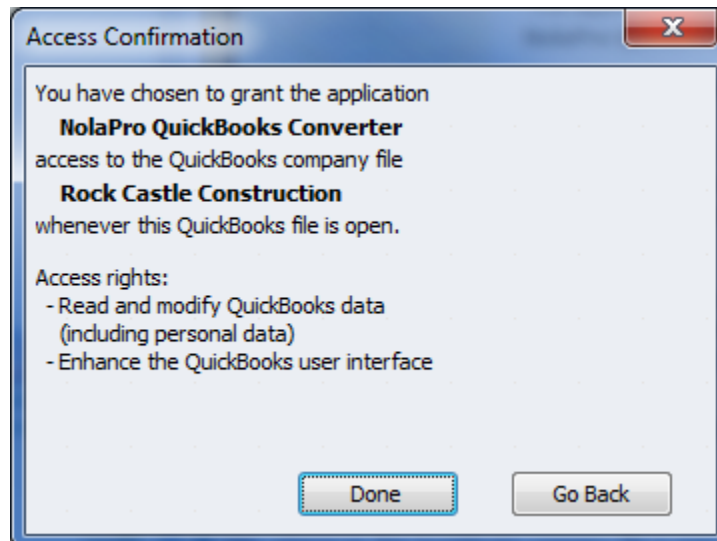 Access Confirmation
You have chosen to grant the application
NolaPro QuickBooks Converter
access to the QuickBooks company file
Rock Castle Construction
whenever this QuickBooks file is open.
Access rights:
- Read and modify QuickBooks data
(including personal data)
- Enhance the QuickBooks user interface
Done
Go Back